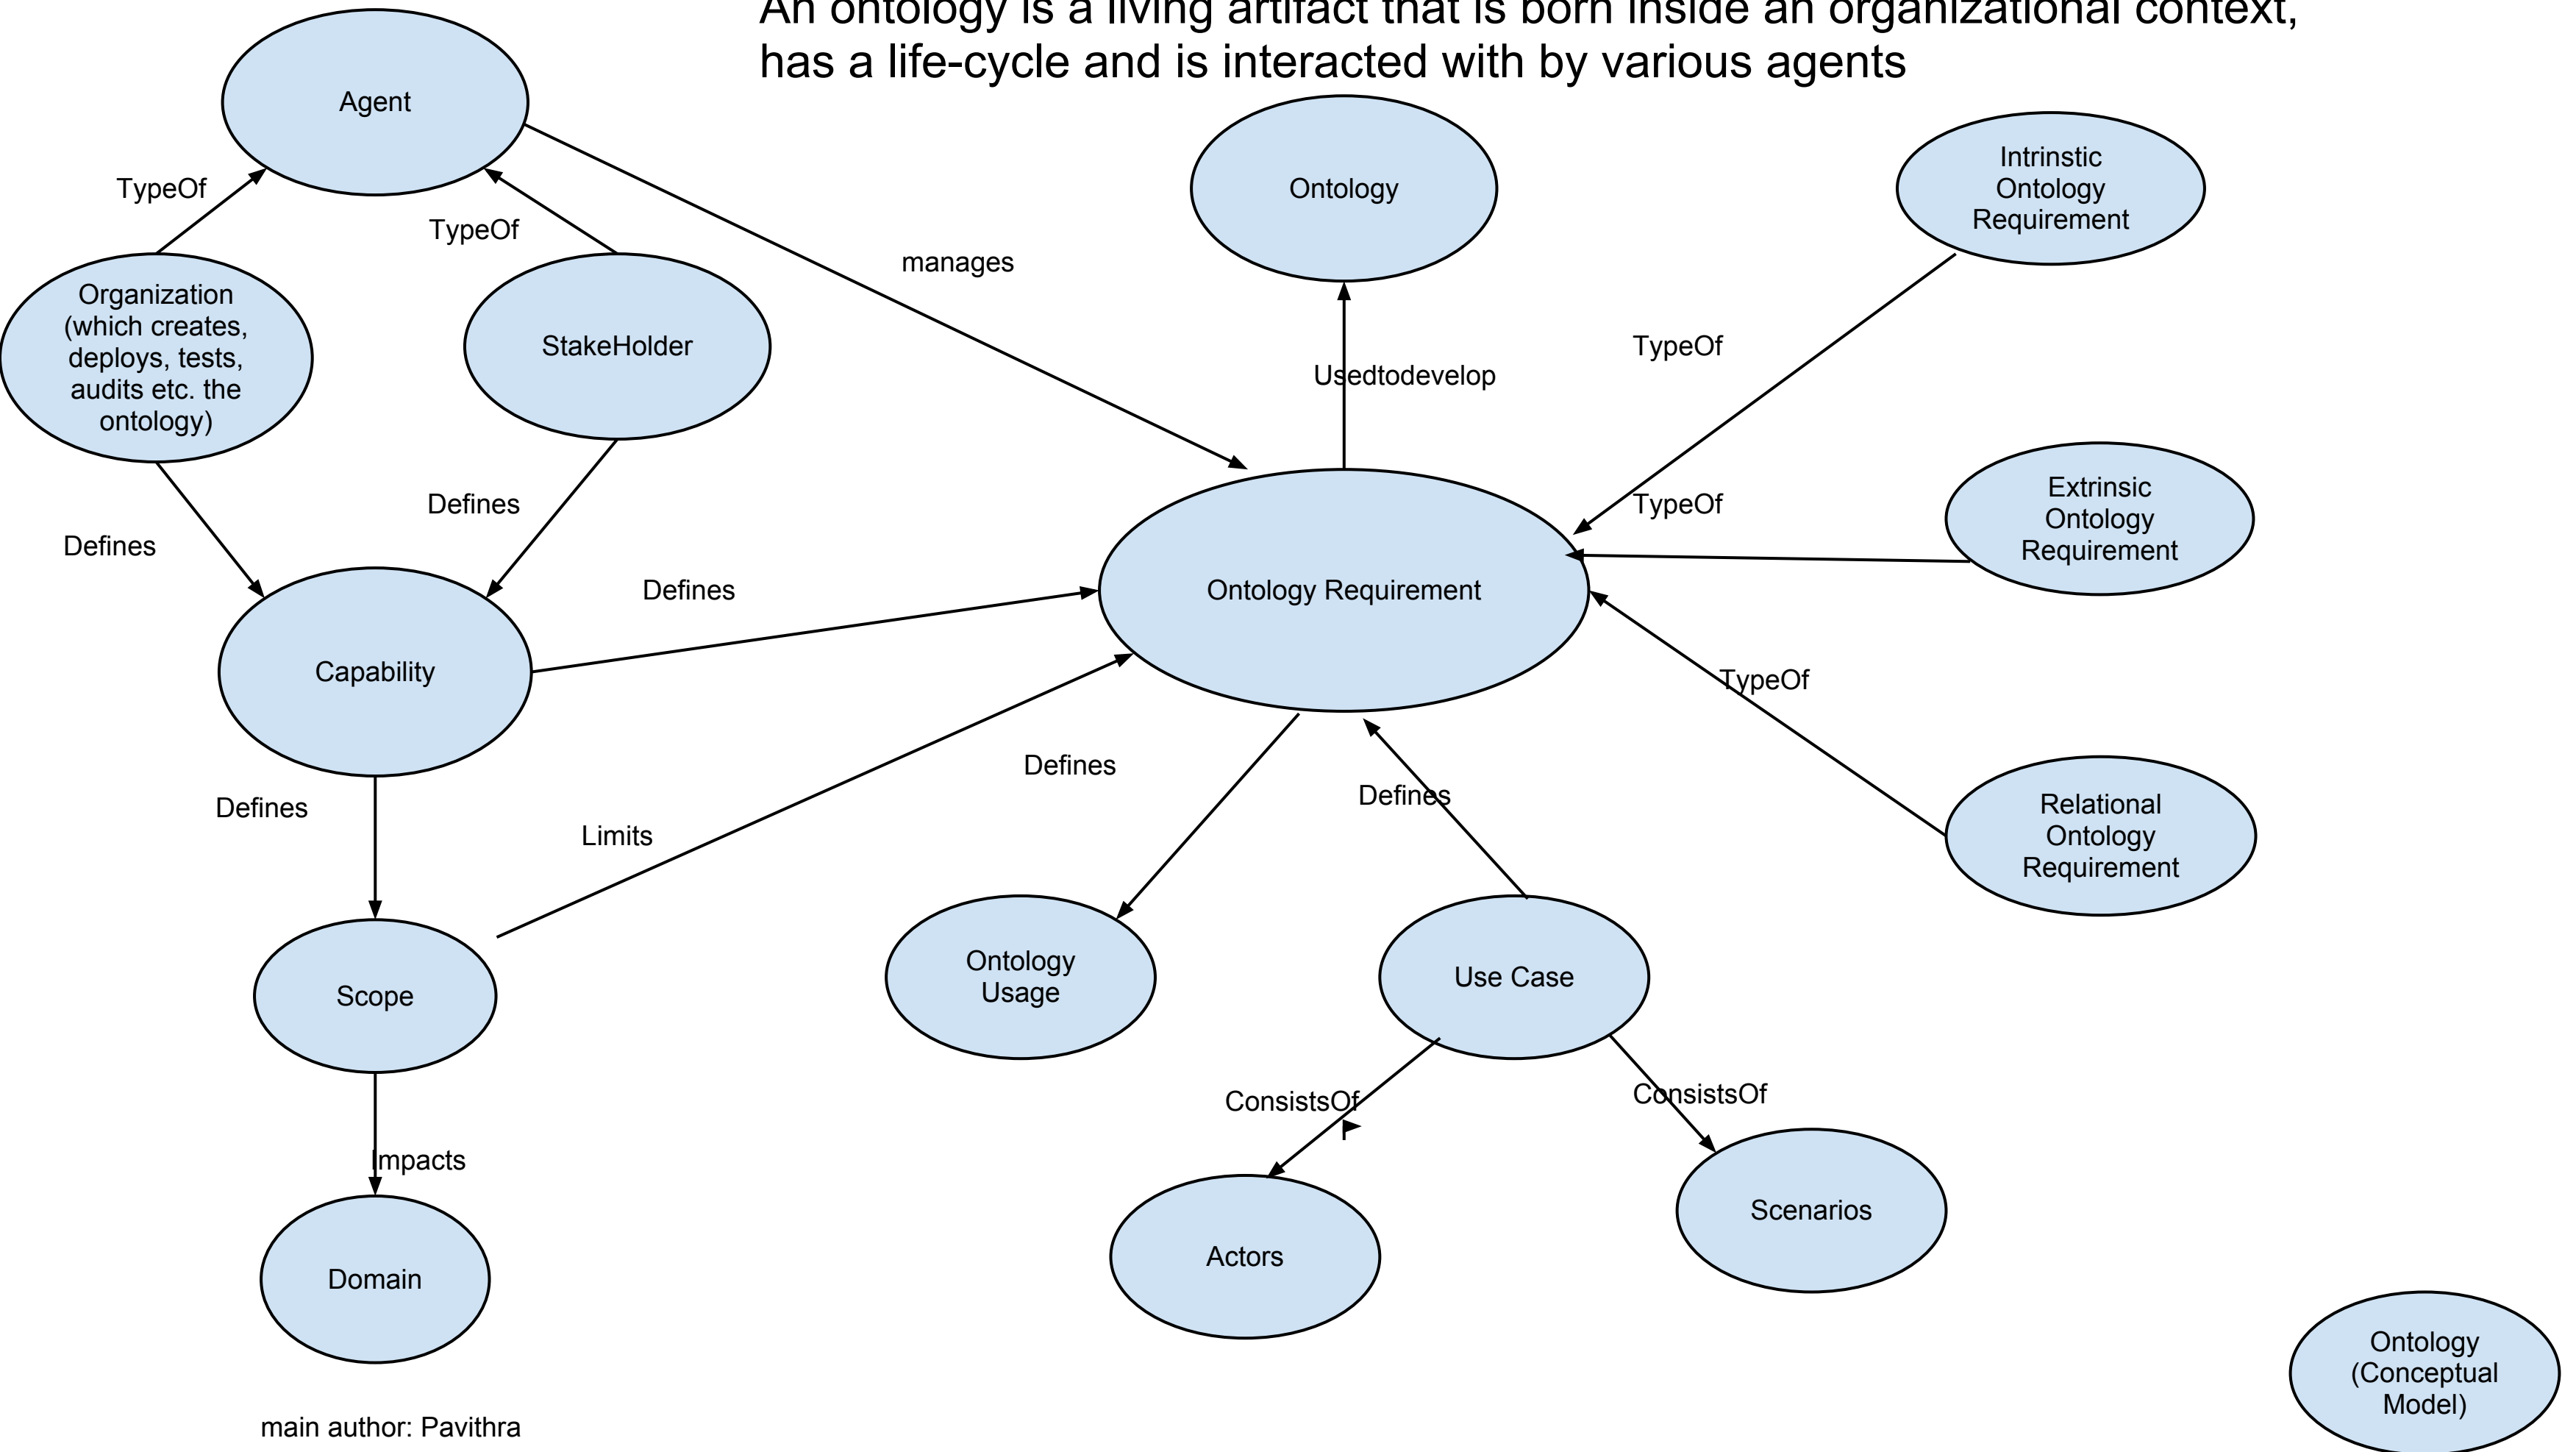 An ontology is a living artifact that is born inside an organizational context,
has a life-cycle and is interacted with by various agents
Agent
Ontology
Intrinstic
Ontology
Requirement
TypeOf
TypeOf
manages
Organization
(which creates,
deploys, tests,
audits etc. the
ontology)
StakeHolder
Usedtodevelop
TypeOf
Defines
Defines
TypeOf
Extrinsic
Ontology
Requirement
Defines
Ontology Requirement
Capability
TypeOf
Defines
Limits
Defines
Defines
Relational
Ontology
Requirement
Scope
Ontology
Usage
Use Case
ConsistsOf
ConsistsOf
Impacts
Domain
Actors
Scenarios
Ontology
(Conceptual
Model)
main author: Pavithra